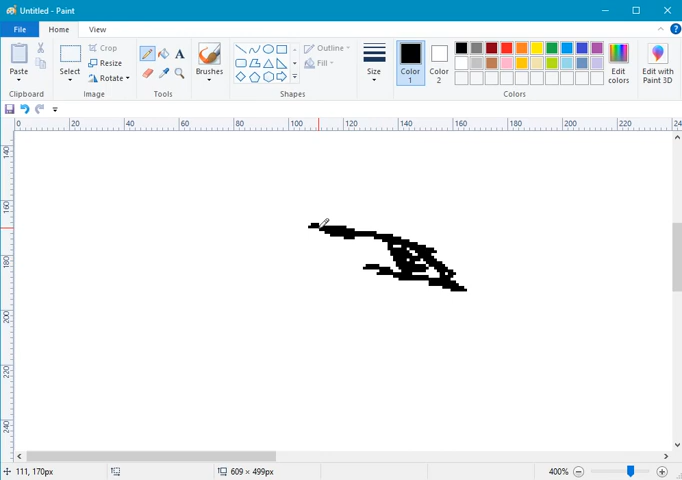 Untitled - Paint
File Home View
Paste
Select
Crop
Resize
Rotate
A
Brushes
Outline
Fill
Size
Color 1
Color 2
Edit colors
Edit with Paint 3D
Clipboard Image Tools Shapes Colors
0 20 40 60 80 100 120 140 160 180 200 220 24
140
160
180
200
220
240
111, 170px 609 × 499px 400%